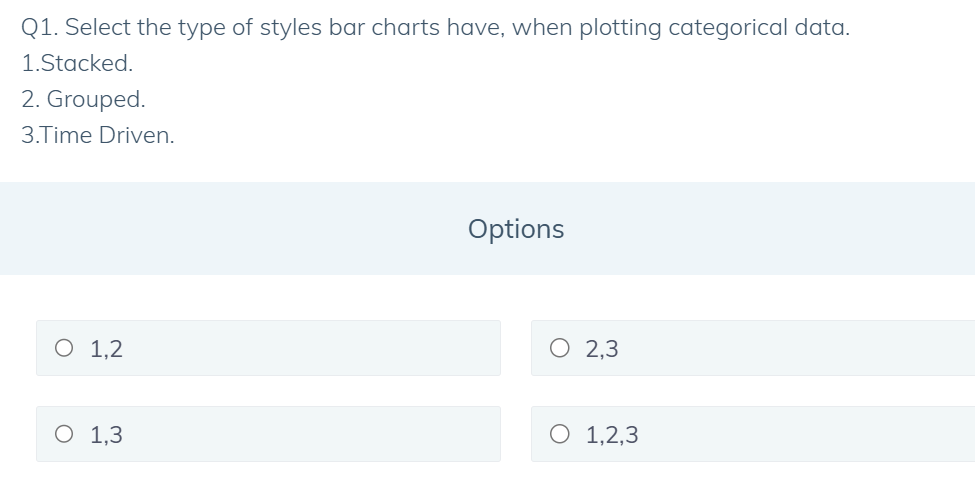 Q1. Select the type of styles bar charts have, when plotting categorical data.
1.Stacked.
2. Grouped.
3.Time Driven.
Options
1,2
2,3
1,3
1,2,3